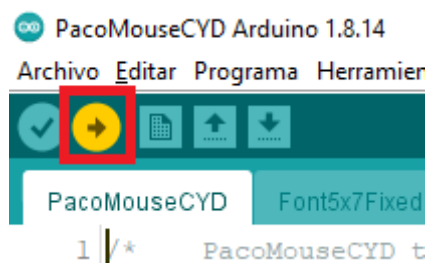 PacoMouseCYD Arduino 1.8.14
Archivo Editar Programa Herramien
PacoMouseCYD Font5x7Fixed
1 /* PacoMouseCYD t